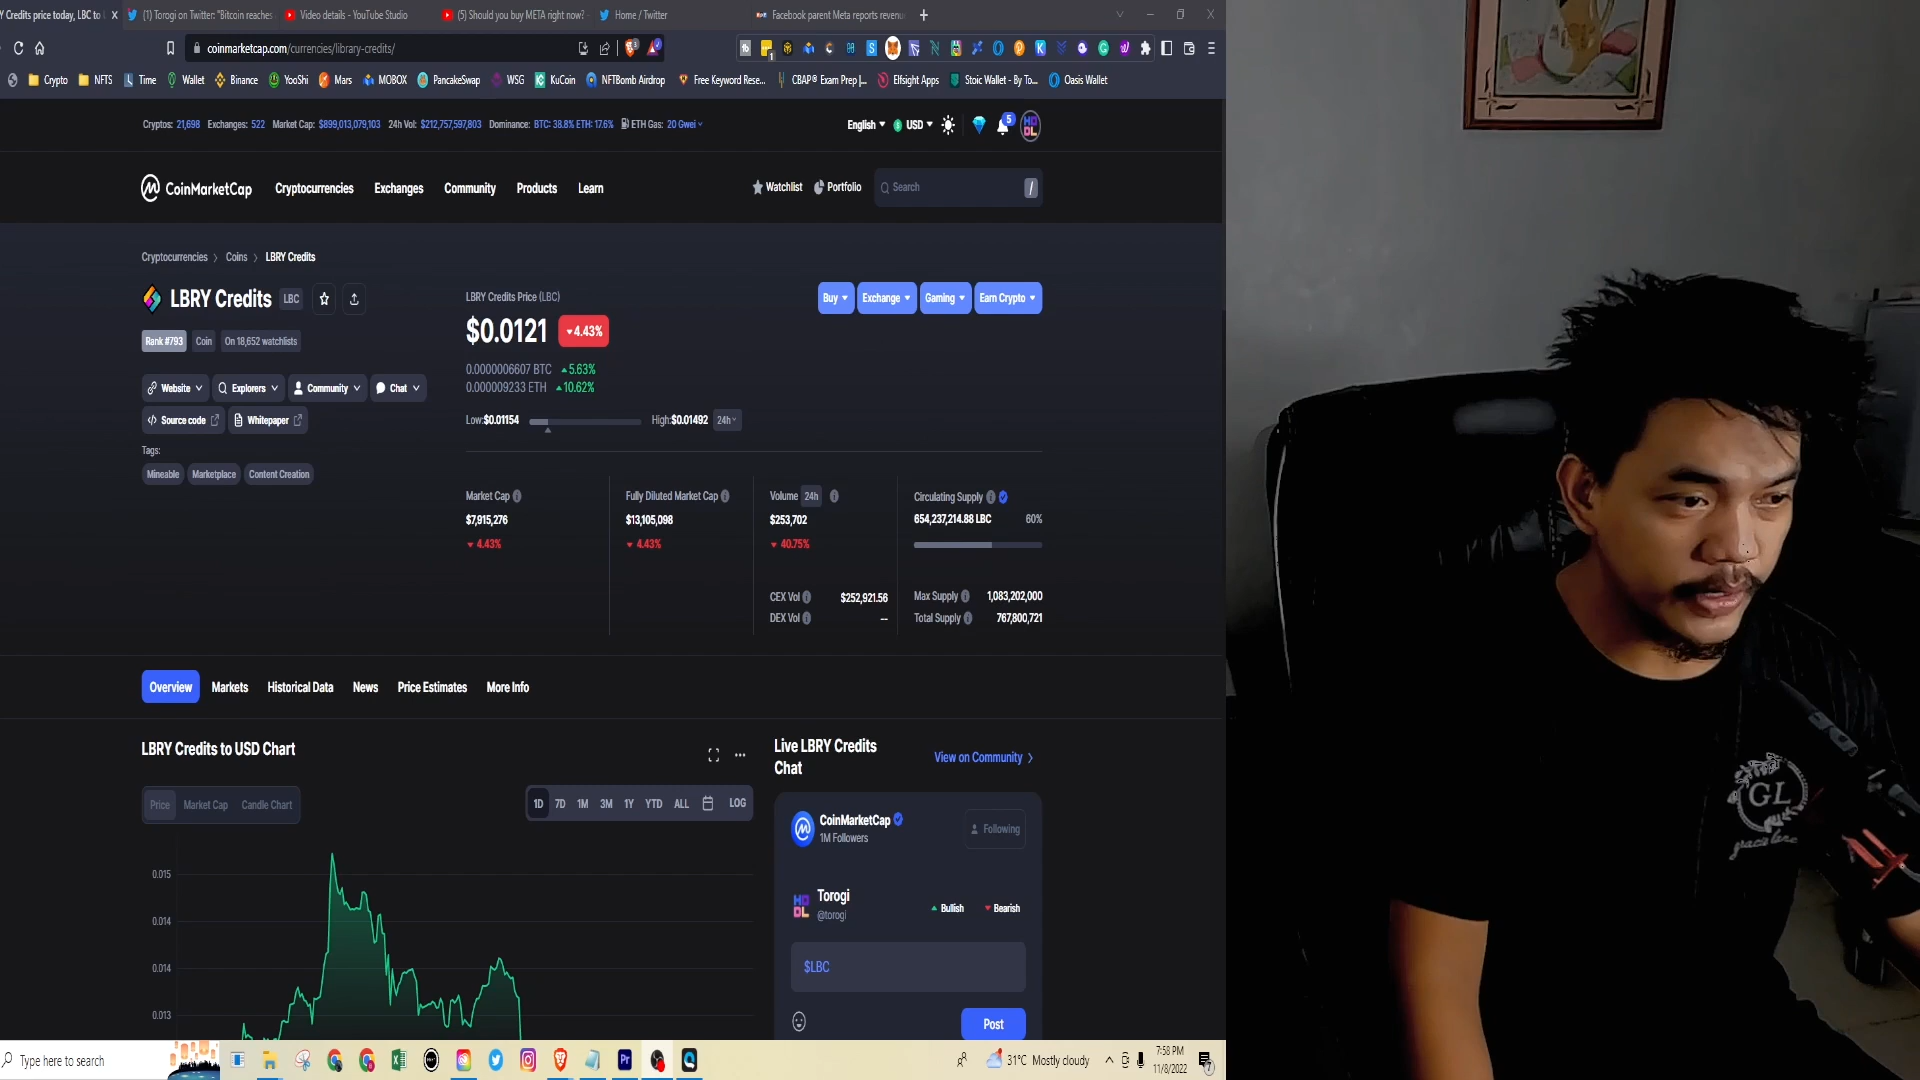 Y Credits price today, LBC to
(1) Torogi on Twitter: "Bitcoin reaches
Video details - YouTube Studio
(5) Should you buy META right now?
Home / Twitter
Facebook parent Meta reports revenu
coinmarketcap.com/currencies/library-credits/
Crypto
NFTS
Time
Wallet
Binance
YooShi
Mars
MOBOX
PancakeSwap
WSG
KuCoin
NFTBomb Airdrop
Free Keyword Rese...
CBAP® Exam Prep |...
Elfsight Apps
Stoic Wallet - By To...
Oasis Wallet
Cryptos: 21,698 Exchanges: 522 Market Cap: $899,013,079,103 24h Vol: $212,757,597,803 Dominance: BTC: 38.8% ETH: 17.6% ETH Gas: 20 Gwei
English
USD
5
CoinMarketCap
Cryptocurrencies
Exchanges
Community
Products
Learn
Watchlist
Portfolio
Search
/
Cryptocurrencies > Coins > LBRY Credits
LBRY Credits LBC
Rank #793
Coin
On 18,652 watchlists
Website
Explorers
Community
Chat
Source code
Whitepaper
Tags:
Mineable
Marketplace
Content Creation
LBRY Credits Price (LBC)
$0.0121 4.43%
0.0000006607 BTC 5.63%
0.000009233 ETH 10.62%
Low:$0.01154
High:$0.01492
24h
Buy
Exchange
Gaming
Earn Crypto
Market Cap
$7,915,276
4.43%
Fully Diluted Market Cap
$13,105,098
4.43%
Volume 24h
$253,702
40.75%
CEX Vol $252,921.56
DEX Vol --
Circulating Supply
654,237,214.88 LBC 60%
Max Supply 1,083,202,000
Total Supply 767,800,721
Overview
Markets
Historical Data
News
Price Estimates
More Info
LBRY Credits to USD Chart
Price
Market Cap
Candle Chart
1D 7D 1M 3M 1Y YTD ALL LOG
0.015
0.014
0.014
0.013
Live LBRY Credits
Chat
View on Community
CoinMarketCap
1M Followers
Following
Torogi
@torogi
Bullish
Bearish
$LBC
Post
Type here to search
31°C Mostly cloudy
7:58 PM
11/8/2022
GL